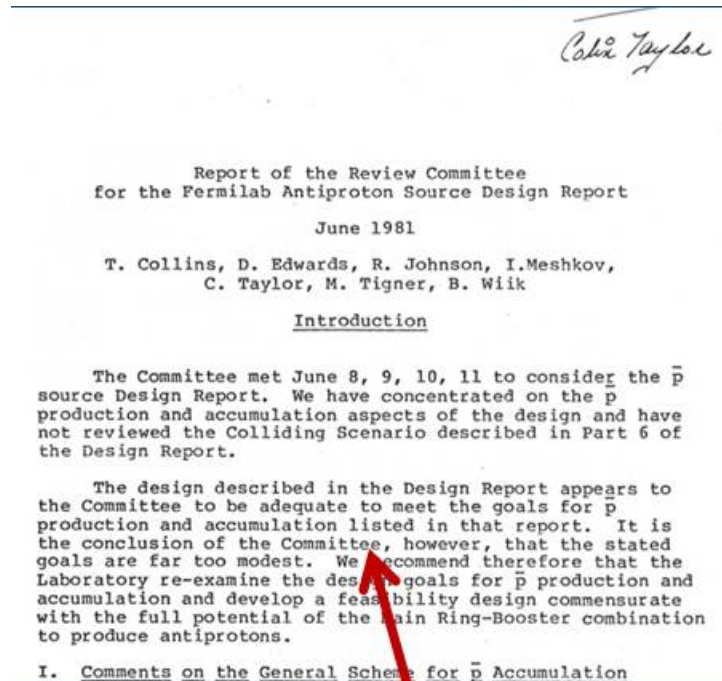 Colin Taylor
Report of the Review Committee
for the Fermilab Antiproton Source Design Report
June 1981
T. Collins, D. Edwards, R. Johnson, I.Meshkov,
C. Taylor, M. Tigner, B. Wiik
Introduction
The Committee met June 8, 9, 10, 11 to consider the p̄
source Design Report. We have concentrated on the p̄
production and accumulation aspects of the design and have
not reviewed the Colliding Scenario described in Part 6 of
the Design Report.
The design described in the Design Report appears to
the Committee to be adequate to meet the goals for p̄
production and accumulation listed in that report. It is
the conclusion of the Committee, however, that the stated
goals are far too modest. We recommend therefore that the
Laboratory re-examine the design goals for p̄ production and
accumulation and develop a feasibility design commensurate
with the full potential of the Main Ring-Booster combination
to produce antiprotons.
I. Comments on the General Scheme for p̄ Accumulation